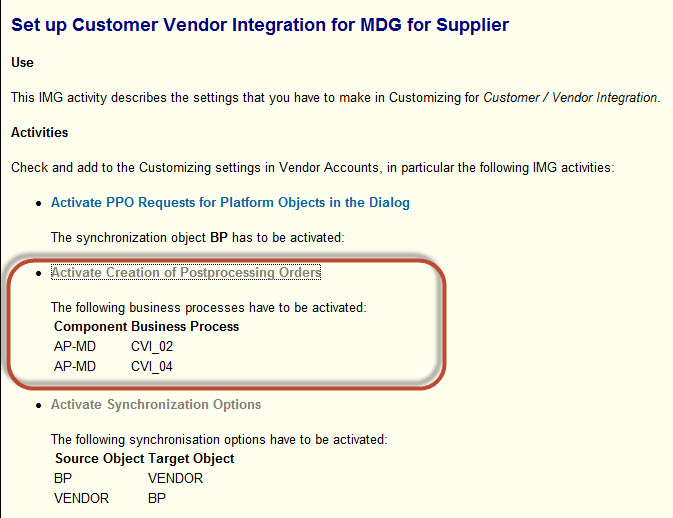 Set up Customer Vendor Integration for MDG for Supplier
Use
This IMG activity describes the settings that you have to make in Customizing for Customer / Vendor Integration.
Activities
Check and add to the Customizing settings in Vendor Accounts, in particular the following IMG activities:
• Activate PPO Requests for Platform Objects in the Dialog
The synchronization object BP has to be activated:
• Activate Creation of Postprocessing Orders
The following business processes have to be activated:
Component Business Process
AP-MD CVI_02
AP-MD CVI_04
• Activate Synchronization Options
The following synchronisation options have to be activated:
Source Object Target Object
BP VENDOR
VENDOR BP